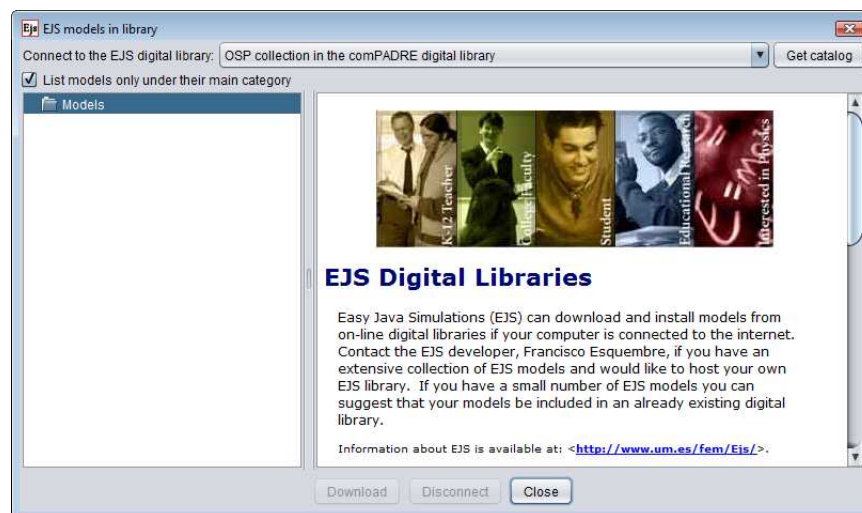 Ejs EJS models in library
Connect to the EJS digital library: OSP collection in the comPADRE digital library Get catalog
List models only under their main category
Models
K-12 Teacher
College Faculty
Student
Educational Research
Interested in Physics
EJS Digital Libraries
Easy Java Simulations (EJS) can download and install models from
on-line digital libraries if your computer is connected to the internet.
Contact the EJS developer, Francisco Esquembre, if you have an
extensive collection of EJS models and would like to host your own
EJS library. If you have a small number of EJS models you can
suggest that your models be included in an already existing digital
library.
Information about EJS is available at: <http://www.um.es/fem/Ejs/>.
Download Disconnect Close